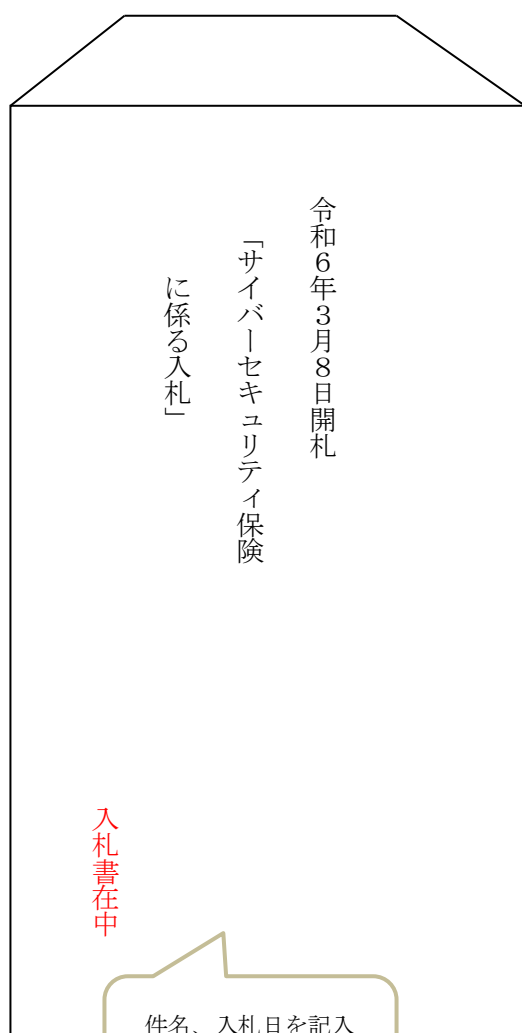 令和６年３月８日開札
「サイバーセキュリティ保険
に係る入札」
入札書在中
件名、入札日を記入